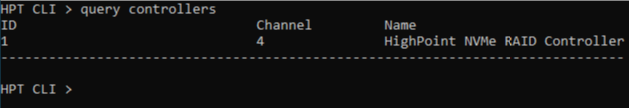 HPT CLI > query controllers
ID Channel Name
1 4 HighPoint NVMe RAID Controller
--------------------------------------------------------------------------------
HPT CLI >